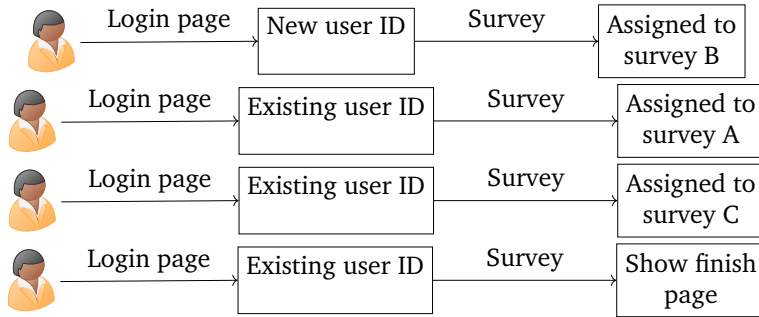 Login page
New user ID
Survey
Assigned to
survey B
Login page
Existing user ID
Survey
Assigned to
survey A
Login page
Existing user ID
Survey
Assigned to
survey C
Login page
Existing user ID
Survey
Show finish
page